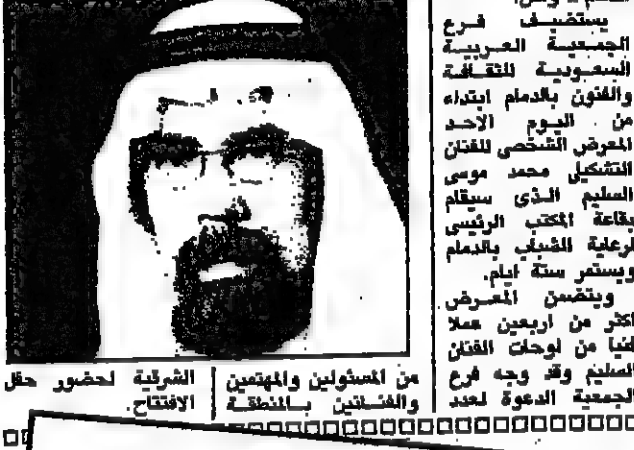 يستضيف فرع
الجمعية العربية
السعودية للثقافة
والفنون بالدمام ابتداء
من اليوم الاحد
المعرض الشخصي للفنان
التشكيلي محمد موسى
السليم الذى سيقام
بقاعة المكتب الرئيسى
لرعاية الشباب بالدمام
ويستمر ستة ايام.
ويتضمن المعرض
اكثر من اربعين عملا
فنيا من لوحات الفنان
السليم وقد وجه فرع
الجمعية الدعوة لعدد
من المسئولين والمهتمين
والفنانين بالمنطقة
الشرقية لحضور حفل
الافتتاح.